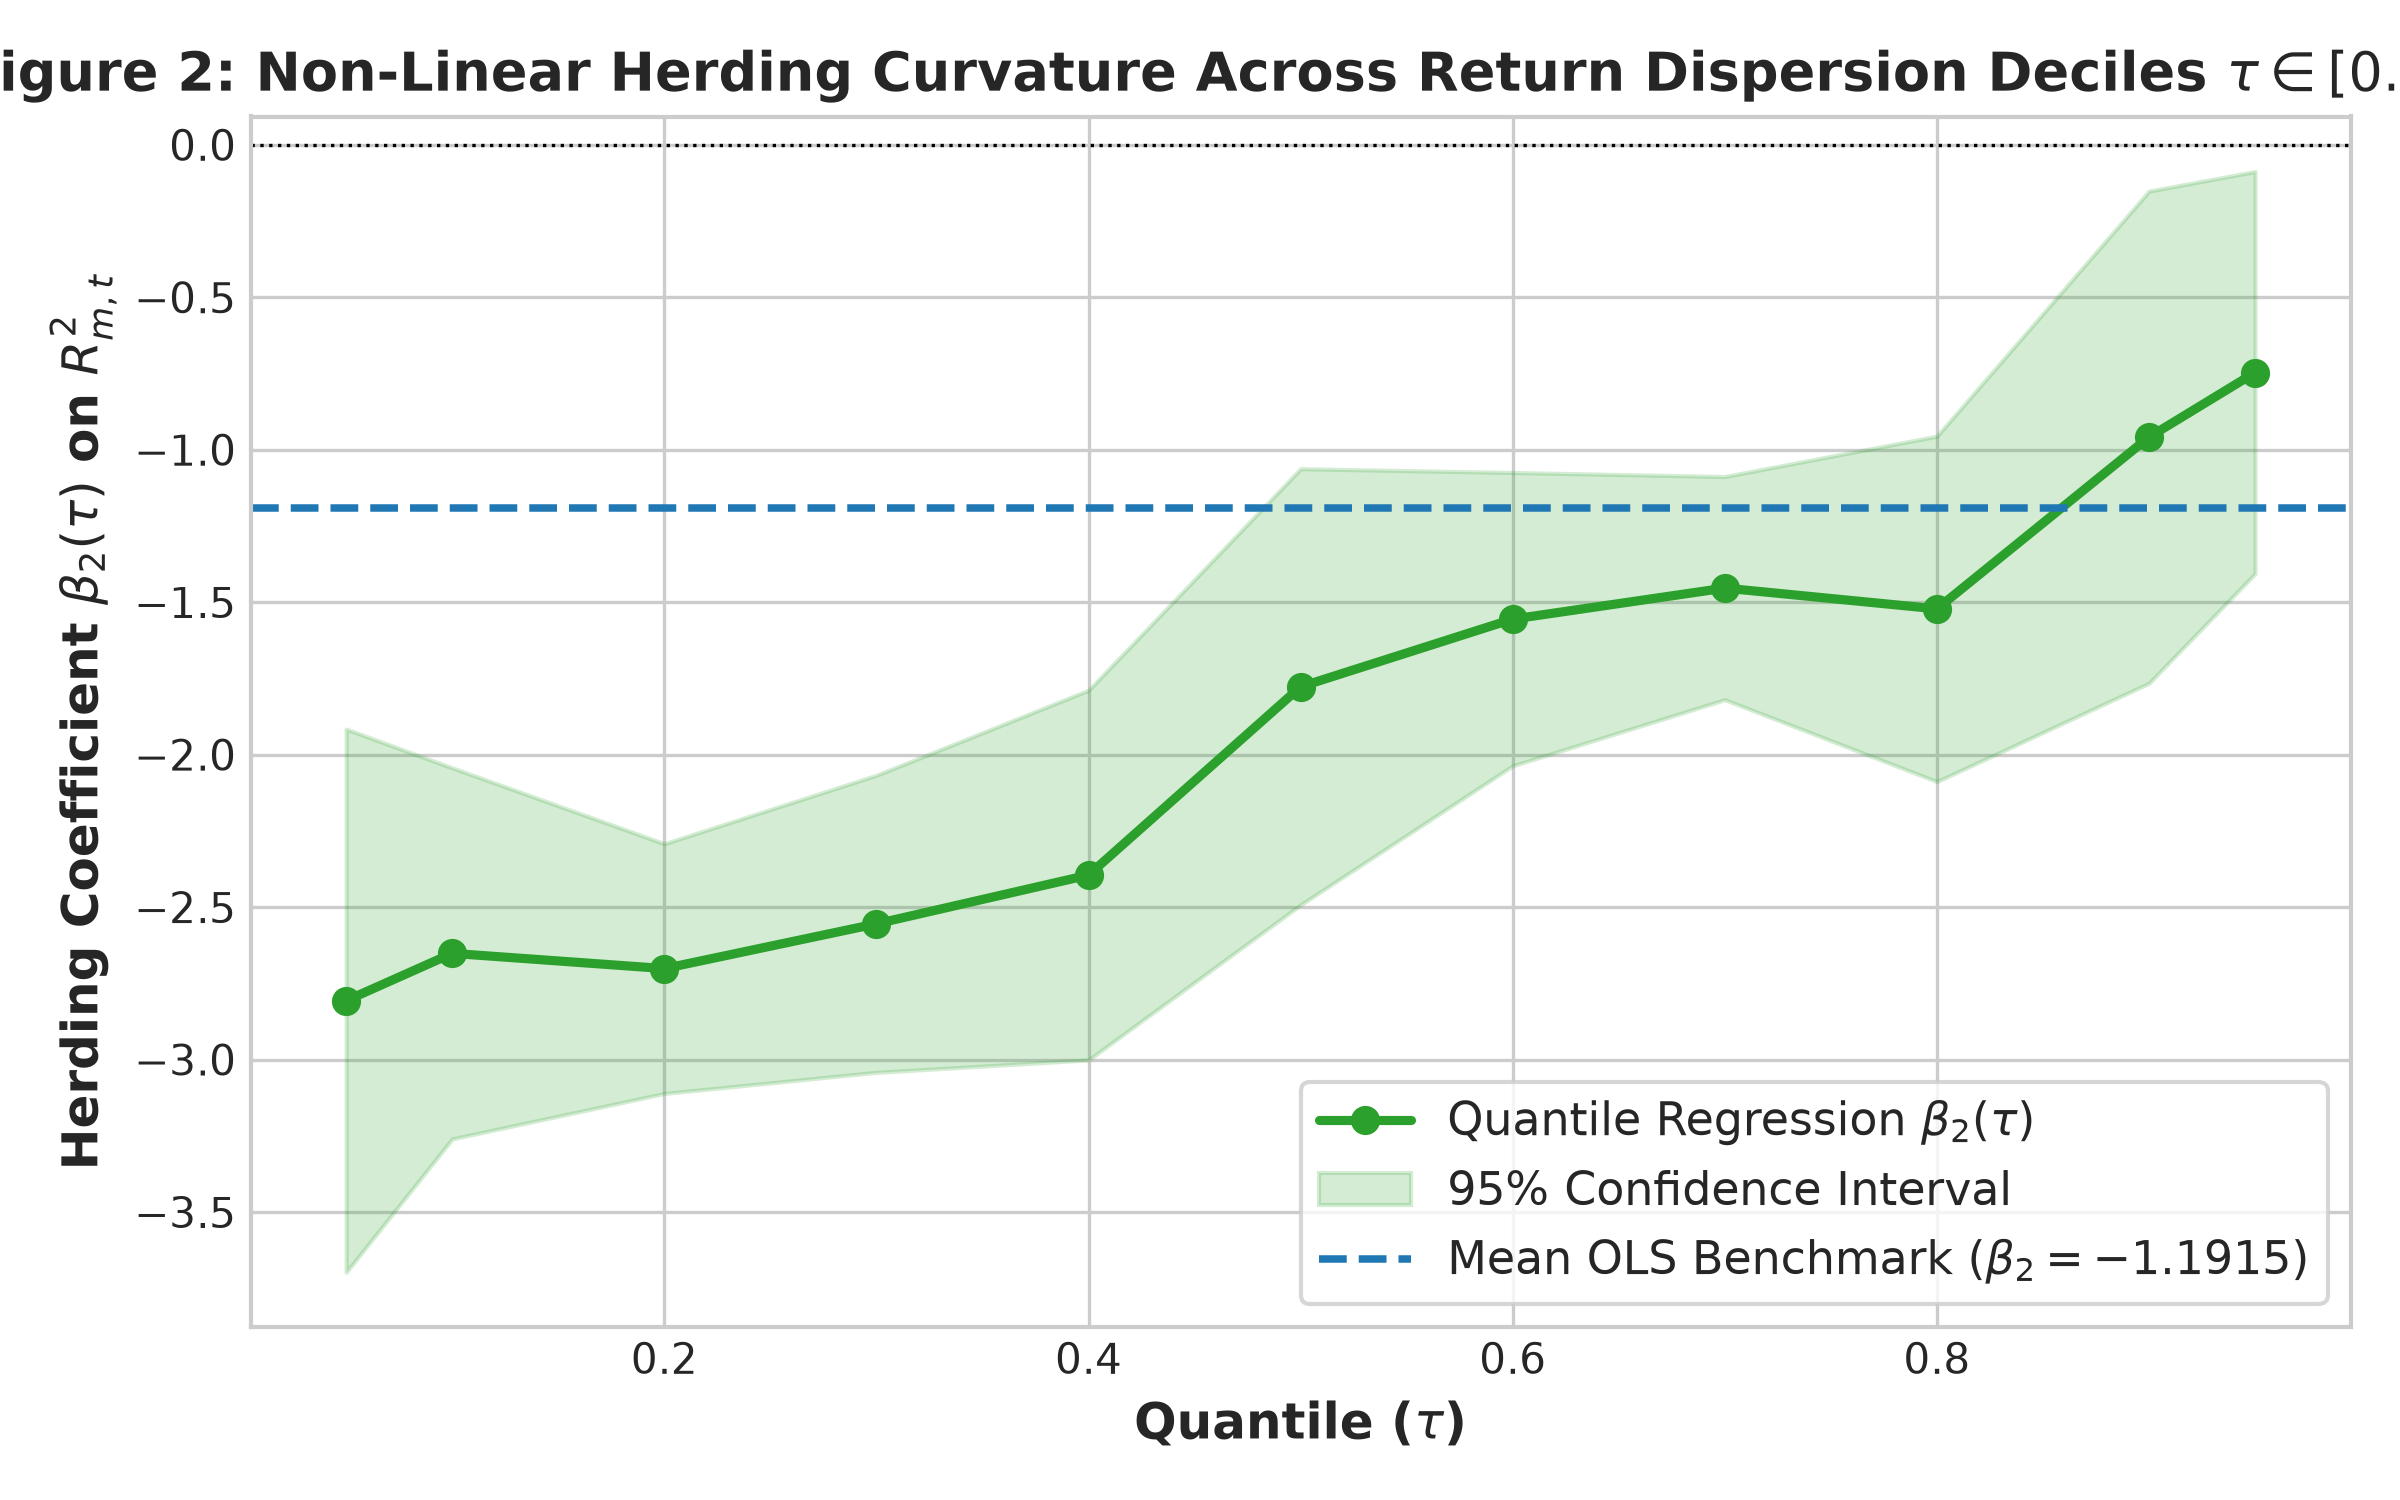 igure 2: Non-Linear Herding Curvature Across Return Dispersion Deciles τ ∈ [0.
Herding Coefficient β₂(τ) on R²ₘ,ₜ
0.0
−0.5
−1.0
−1.5
−2.0
−2.5
−3.0
−3.5
Quantile Regression β₂(τ)
95% Confidence Interval
Mean OLS Benchmark (β₂ = −1.1915)
0.2 0.4 0.6 0.8
Quantile (τ)